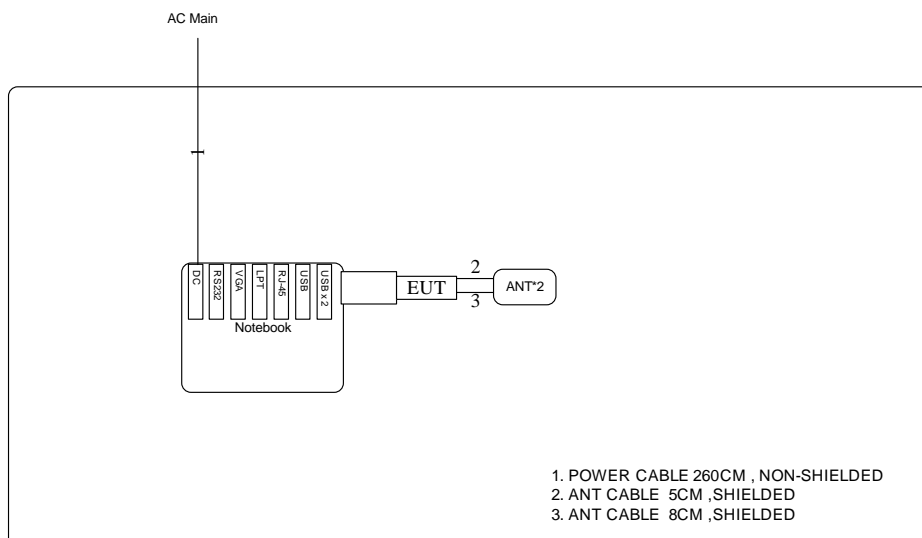 AC Main
1
DC
RS232
VGA
LPT
RJ-45
USB
USB x 2
Notebook
EUT
2
3
ANT*2
1. POWER CABLE 260CM , NON-SHIELDED
2. ANT CABLE 5CM ,SHIELDED
3. ANT CABLE 8CM ,SHIELDED